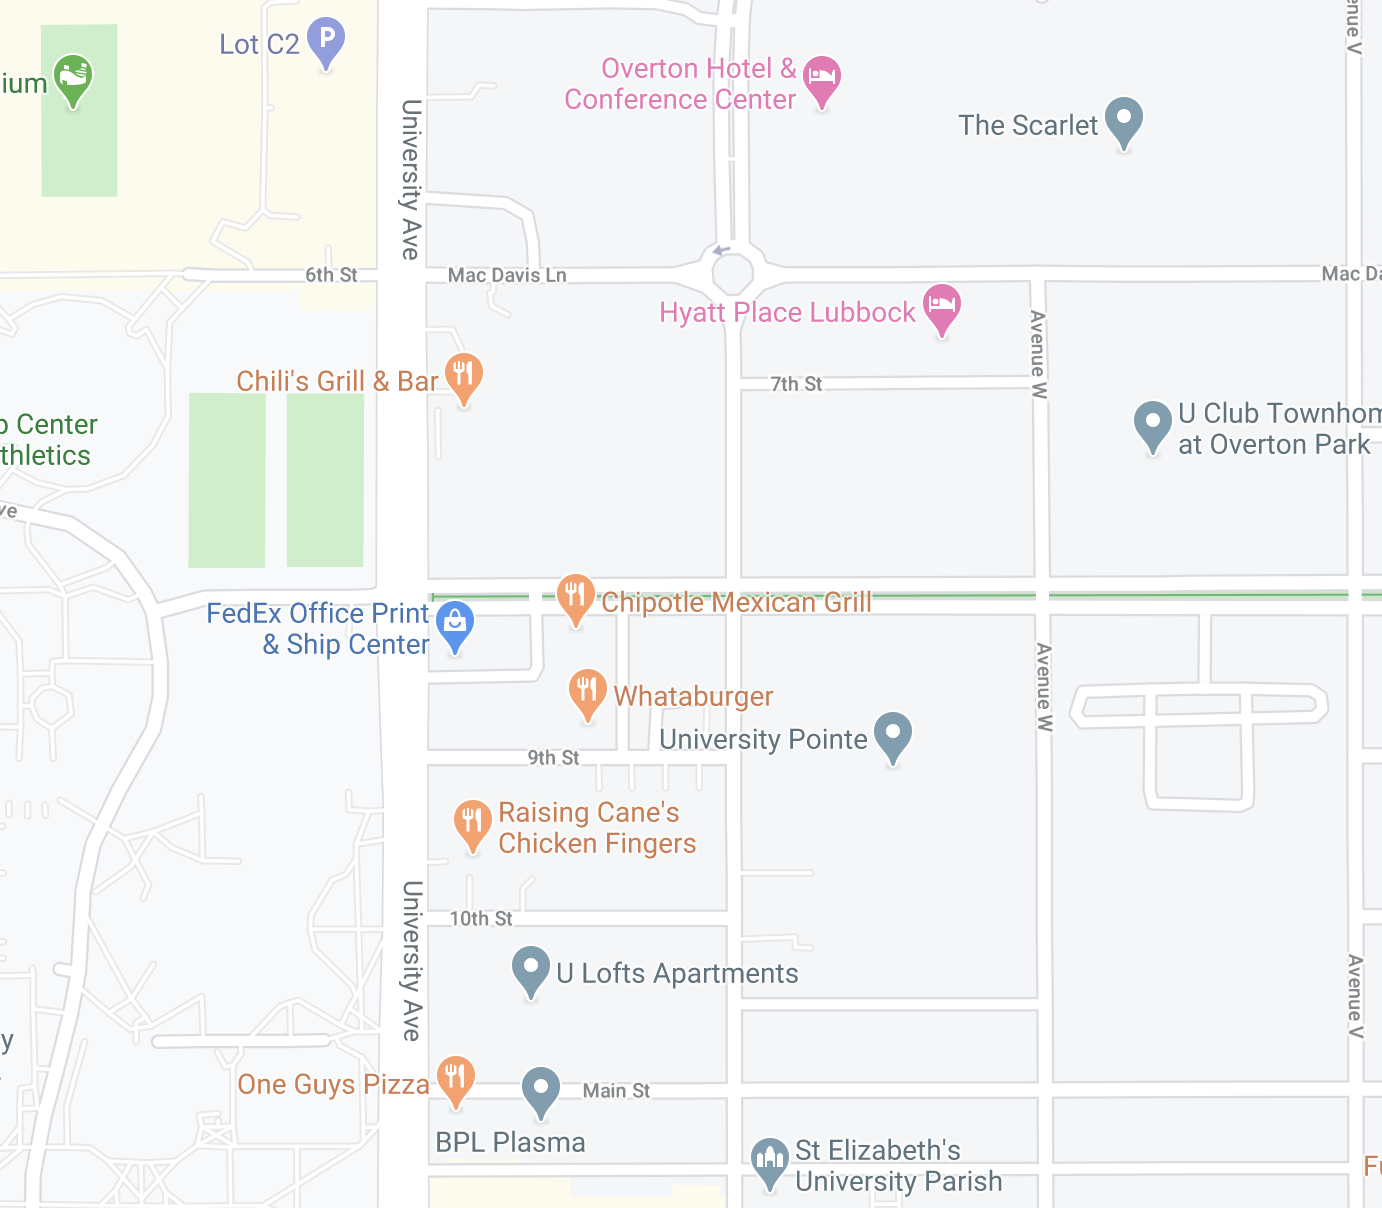 Lot C2
P
ium
University Ave
Overton Hotel &
Conference Center
The Scarlet
6th St
Mac Davis Ln
Mac Da
Hyatt Place Lubbock
Avenue W
7th St
Chili's Grill & Bar
U Club Townhom
at Overton Park
p Center
thletics
ve
FedEx Office Print
& Ship Center
Chipotle Mexican Grill
Whataburger
Avenue W
University Pointe
9th St
Raising Cane's
Chicken Fingers
University Ave
10th St
U Lofts Apartments
Avenue V
y
One Guys Pizza
Main St
BPL Plasma
St Elizabeth's
University Parish